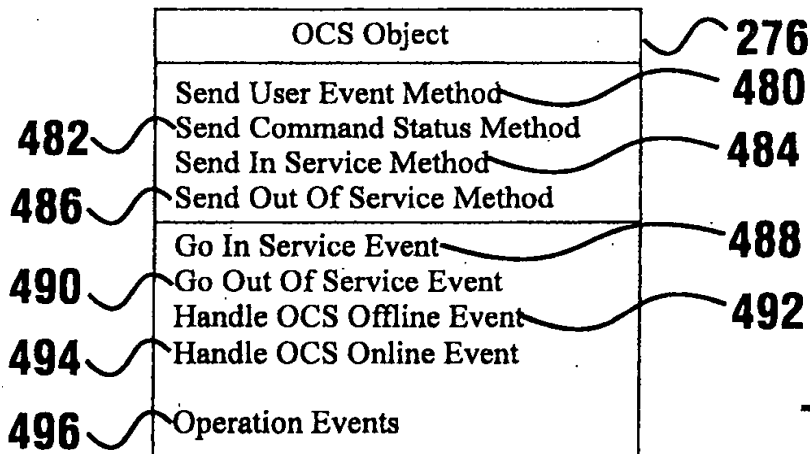 OCS Object 276
Send User Event Method 480
482 Send Command Status Method
Send In Service Method 484
486 Send Out Of Service Method
Go In Service Event 488
490 Go Out Of Service Event
Handle OCS Offline Event 492
494 Handle OCS Online Event
496 Operation Events